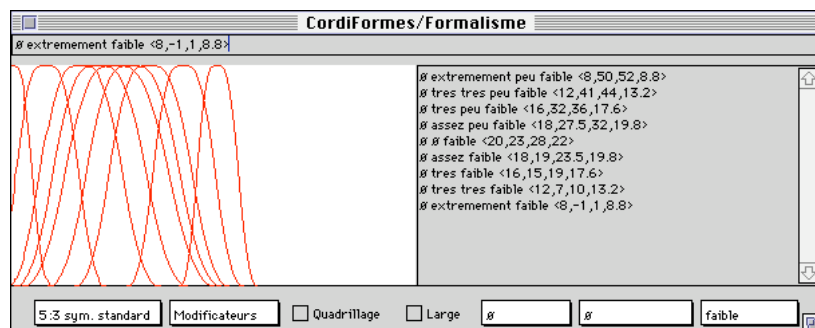 CordiFormes/Formalisme
ø extremement faible <8,-1,1,8.8>
ø extremement peu faible <8,50,52,8.8>
ø tres tres peu faible <12,41,44,13.2>
ø tres peu faible <16,32,36,17.6>
ø assez peu faible <18,27.5,32,19.8>
ø ø faible <20,23,28,22>
ø assez faible <18,19,23.5,19.8>
ø tres faible <16,15,19,17.6>
ø tres tres faible <12,7,10,13.2>
ø extremement faible <8,-1,1,8.8>
5:3 sym. standard Modificateurs Quadrillage Large ø ø faible